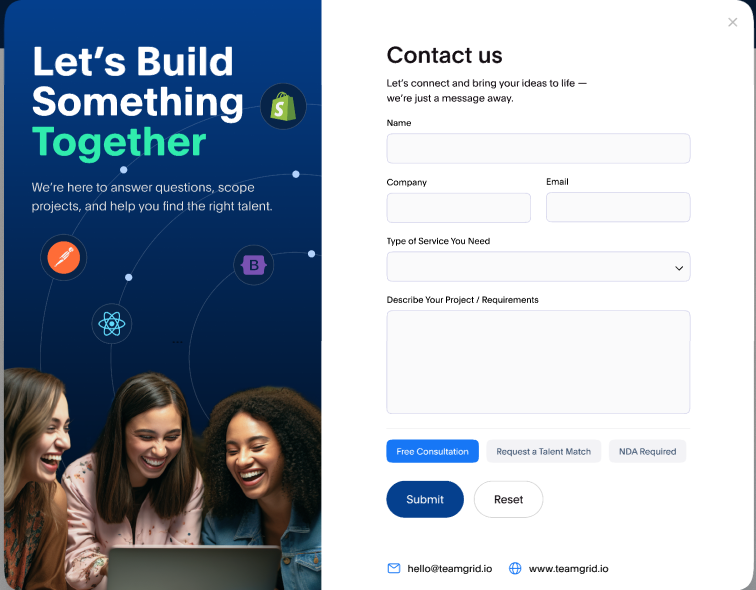 Let’s Build
Something
Together
We’re here to answer questions, scope
projects, and help you find the right talent.
B
Contact us
Let’s connect and bring your ideas to life —
we’re just a message away.
Name
Company
Email
Type of Service You Need
Describe Your Project / Requirements
Free Consultation
Request a Talent Match
NDA Required
Submit
Reset
hello@teamgrid.io
www.teamgrid.io